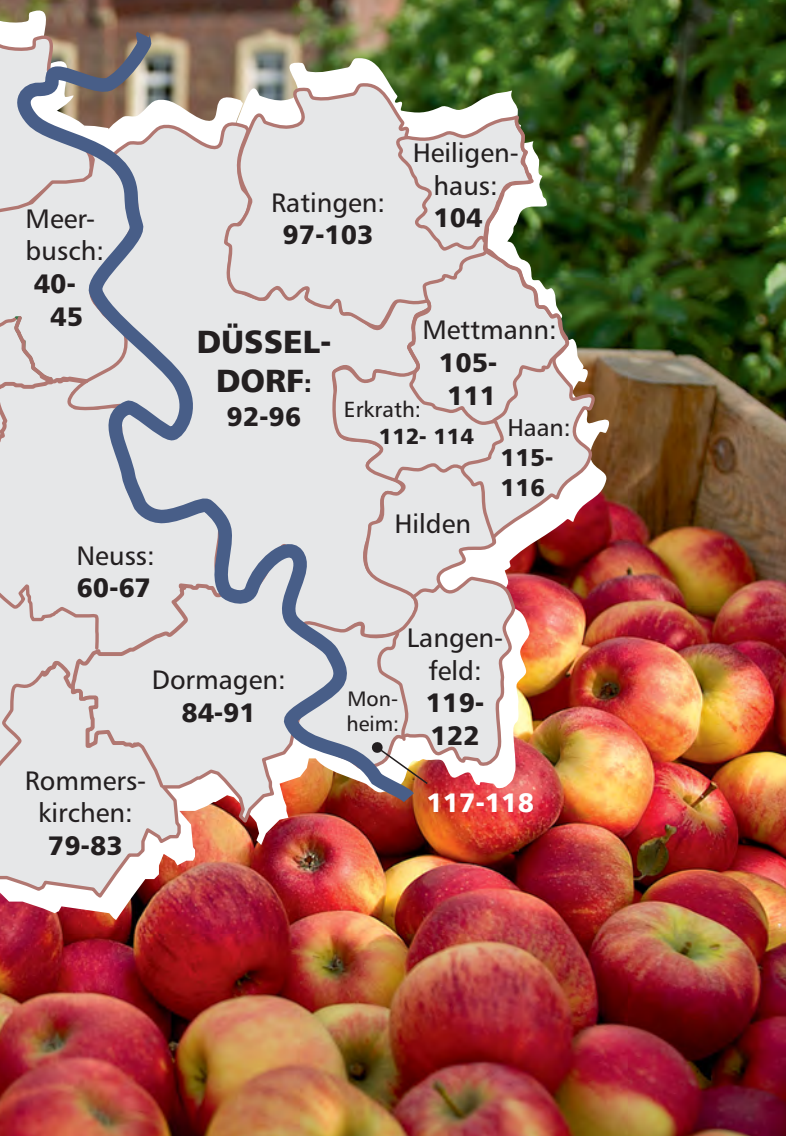 Heiligen-
haus:
104
Ratingen:
97-103
Meer-
busch:
40-
45
DÜSSEL-
DORF:
92-96
Mettmann:
105-
111
Erkrath:
112- 114
Haan:
115-
116
Hilden
Neuss:
60-67
Langen-
feld:
119-
122
Dormagen:
84-91
Mon-
heim:
117-118
Rommers-
kirchen:
79-83